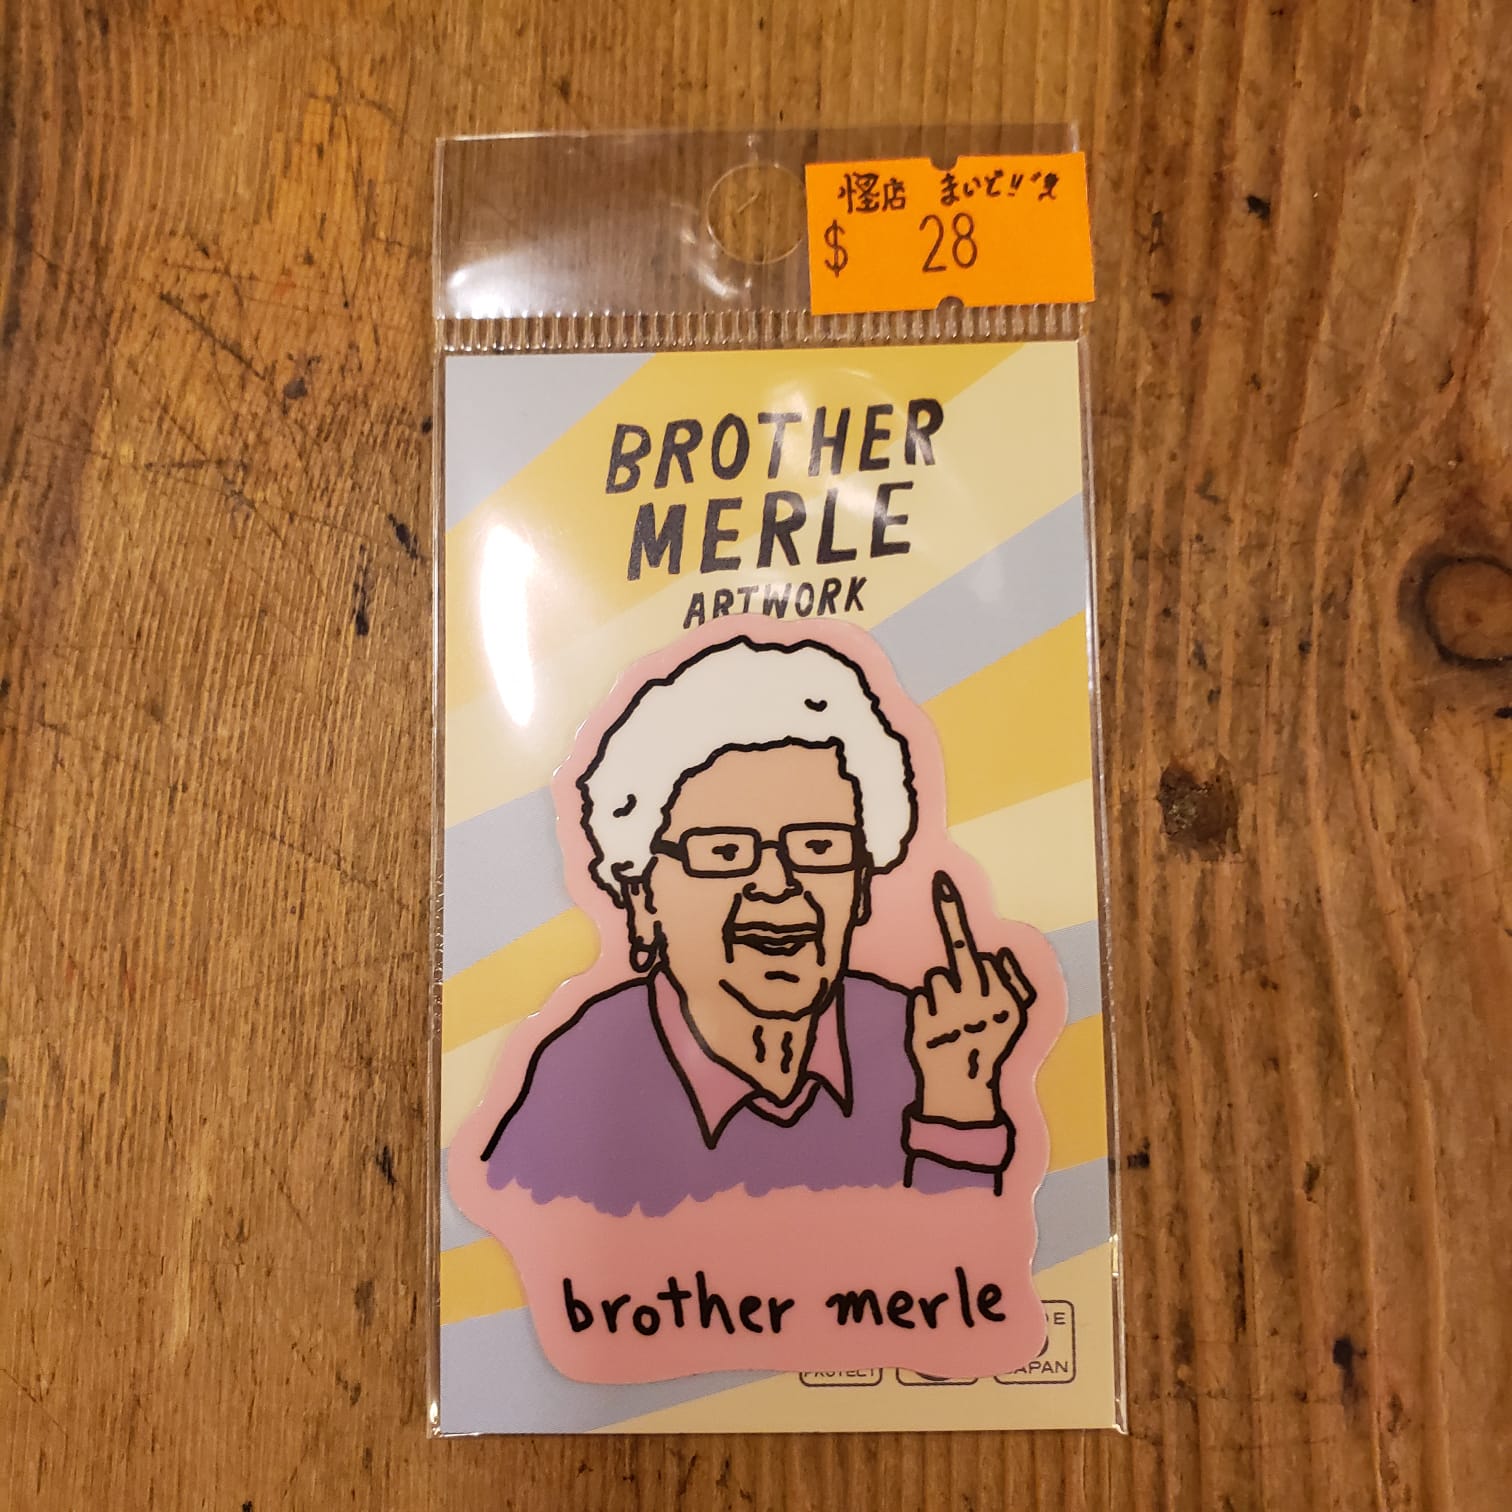 怪店 まいど!!
$ 28
BROTHER
MERLE
ARTWORK
brother merle
PROTECT
JAPAN